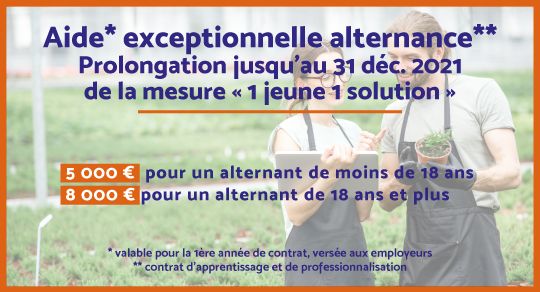 Aide* exceptionnelle alternance**
Prolongation jusqu'au 31 déc. 2021
de la mesure « 1 jeune 1 solution »
5 000 € pour un alternant de moins de 18 ans
8 000 € pour un alternant de 18 ans et plus
* valable pour la 1ère année de contrat, versée aux employeurs
** contrat d'apprentissage et de professionnalisation